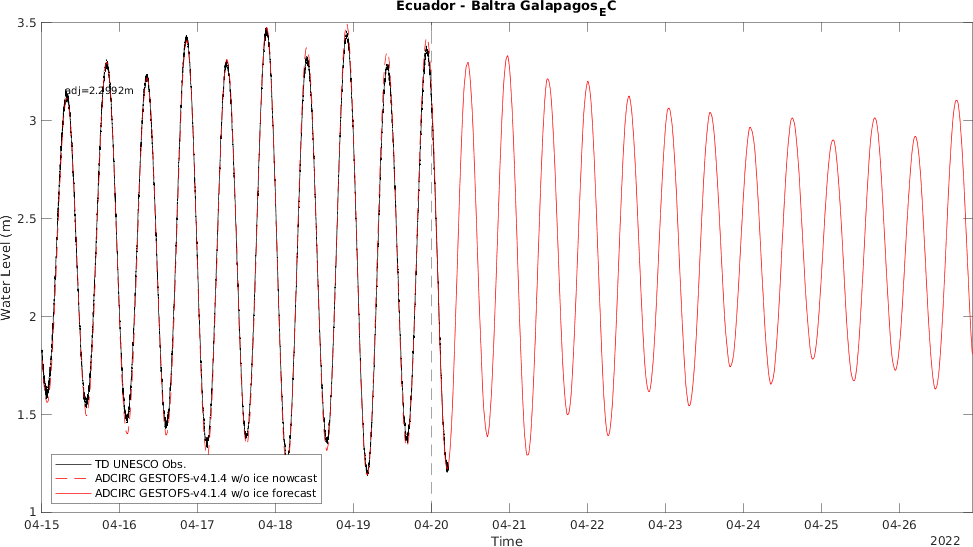 Ecuador - Baltra Galapagos_EC
3.5
adj=2.2992m
3
2.5
Water Level (m)
2
1.5
TD UNESCO Obs.
ADCIRC GESTOFS-v4.1.4 w/o ice nowcast
ADCIRC GESTOFS-v4.1.4 w/o ice forecast
1
04-15 04-16 04-17 04-18 04-19 04-20 04-21 04-22 04-23 04-24 04-25 04-26
Time
2022